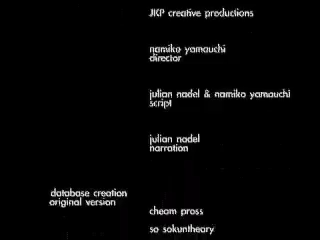 JKP creative productions
namiko yamauchi
director
julian nadel & namiko yamauchi
script
julian nadel
narration
database creation
original version
cheam pross
so sokuntheary